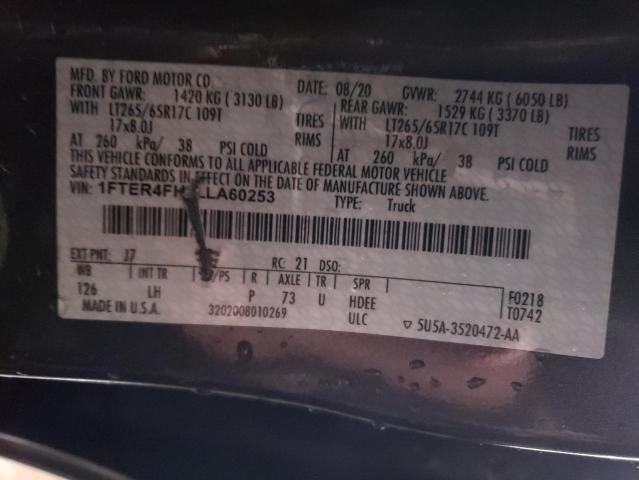 MFD. BY FORD MOTOR CO.
DATE: 08/20 GVWR: 2744 KG ( 6050 LB)
FRONT GAWR: 1420 KG ( 3130 LB) REAR GAWR: 1529 KG ( 3370 LB)
WITH LT265/65R17C 109T TIRES WITH LT265/65R17C 109T TIRES
17x8.0J RIMS 17x8.0J RIMS
AT 260 kPa/ 38 PSI COLD AT 260 kPa/ 38 PSI COLD
THIS VEHICLE CONFORMS TO ALL APPLICABLE FEDERAL MOTOR VEHICLE
SAFETY STANDARDS IN EFFECT ON THE DATE OF MANUFACTURE SHOWN ABOVE.
VIN: TYPE: Truck
EXT PNT: J7 RC: 21 DSO:
WB INT TR /PS R AXLE TR SPR
126 LH P 73 U HDEE F0218
MADE IN U.S.A. 3202008010269 ULC T0742
▽ 5U5A-3520472-AA